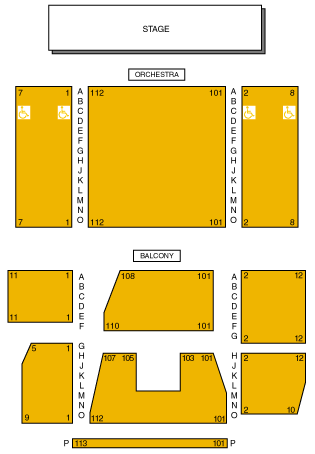 STAGE
ORCHESTRA
7 1 A 112 101 A 2 8
B B
C C
D D
E E
F F
G G
H H
J J
K K
L L
M M
N N
7 1 O 112 101 O 2 8
BALCONY
11 1 A 108 101 A 2 12
B B
C C
D D
11 1 E E
F 110 101 F
G 2 12
5 1 G
H 107 105 103 101 H 2 12
J J
K K
L L
M M
N 2 10 N
9 1 O 112 101 O
P 113 101 P